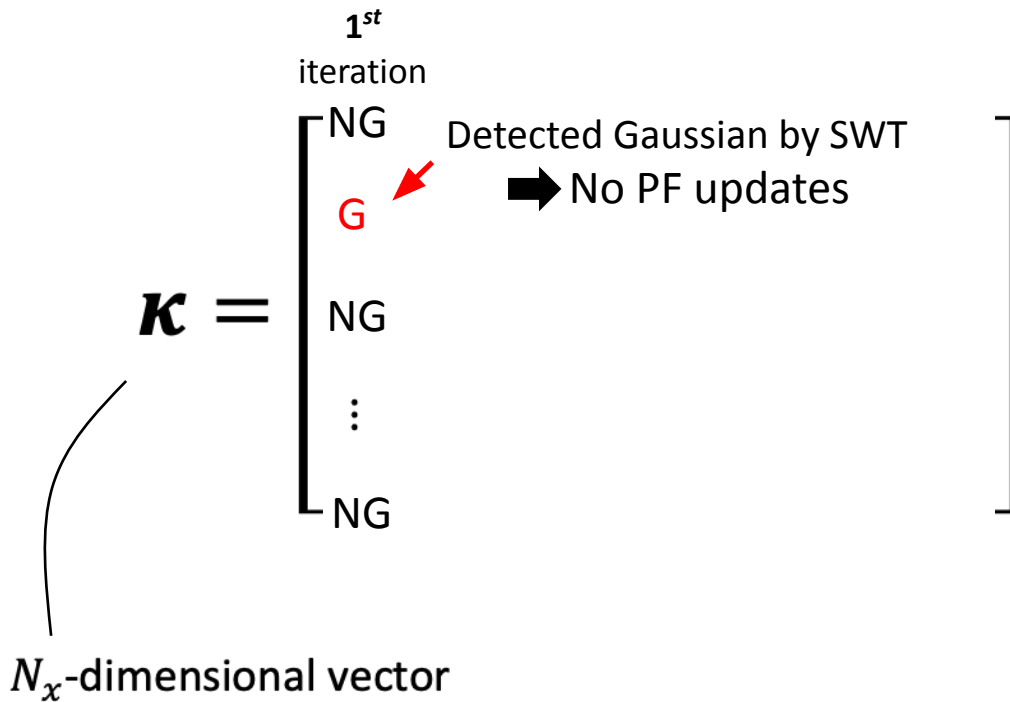 1st
iteration
NG
Detected Gaussian by SWT
No PF updates
G
κ =
NG
⋮
NG
Nx-dimensional vector